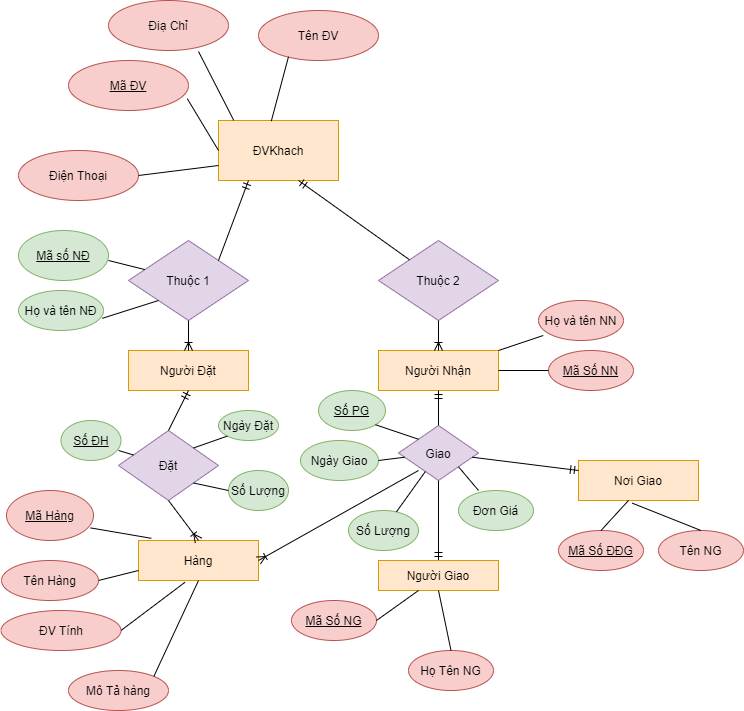 Địạ Chỉ
Tên ĐV
Mã ĐV
ĐVKhach
Điện Thoại
Mã số NĐ
Thuộc 1
Thuộc 2
Họ và tên NĐ
Họ và tên NN
Người Đặt
Người Nhận
Mã Số NN
Số PG
Ngày Đặt
Số ĐH
Giao
Ngày Giao
Đặt
Nơi Giao
Số Lượng
Đơn Giá
Mã Hàng
Số Lượng
Mã Số ĐĐG
Tên NG
Hàng
Tên Hàng
Người Giao
Mã Số NG
ĐV Tính
Họ Tên NG
Mô Tả hàng